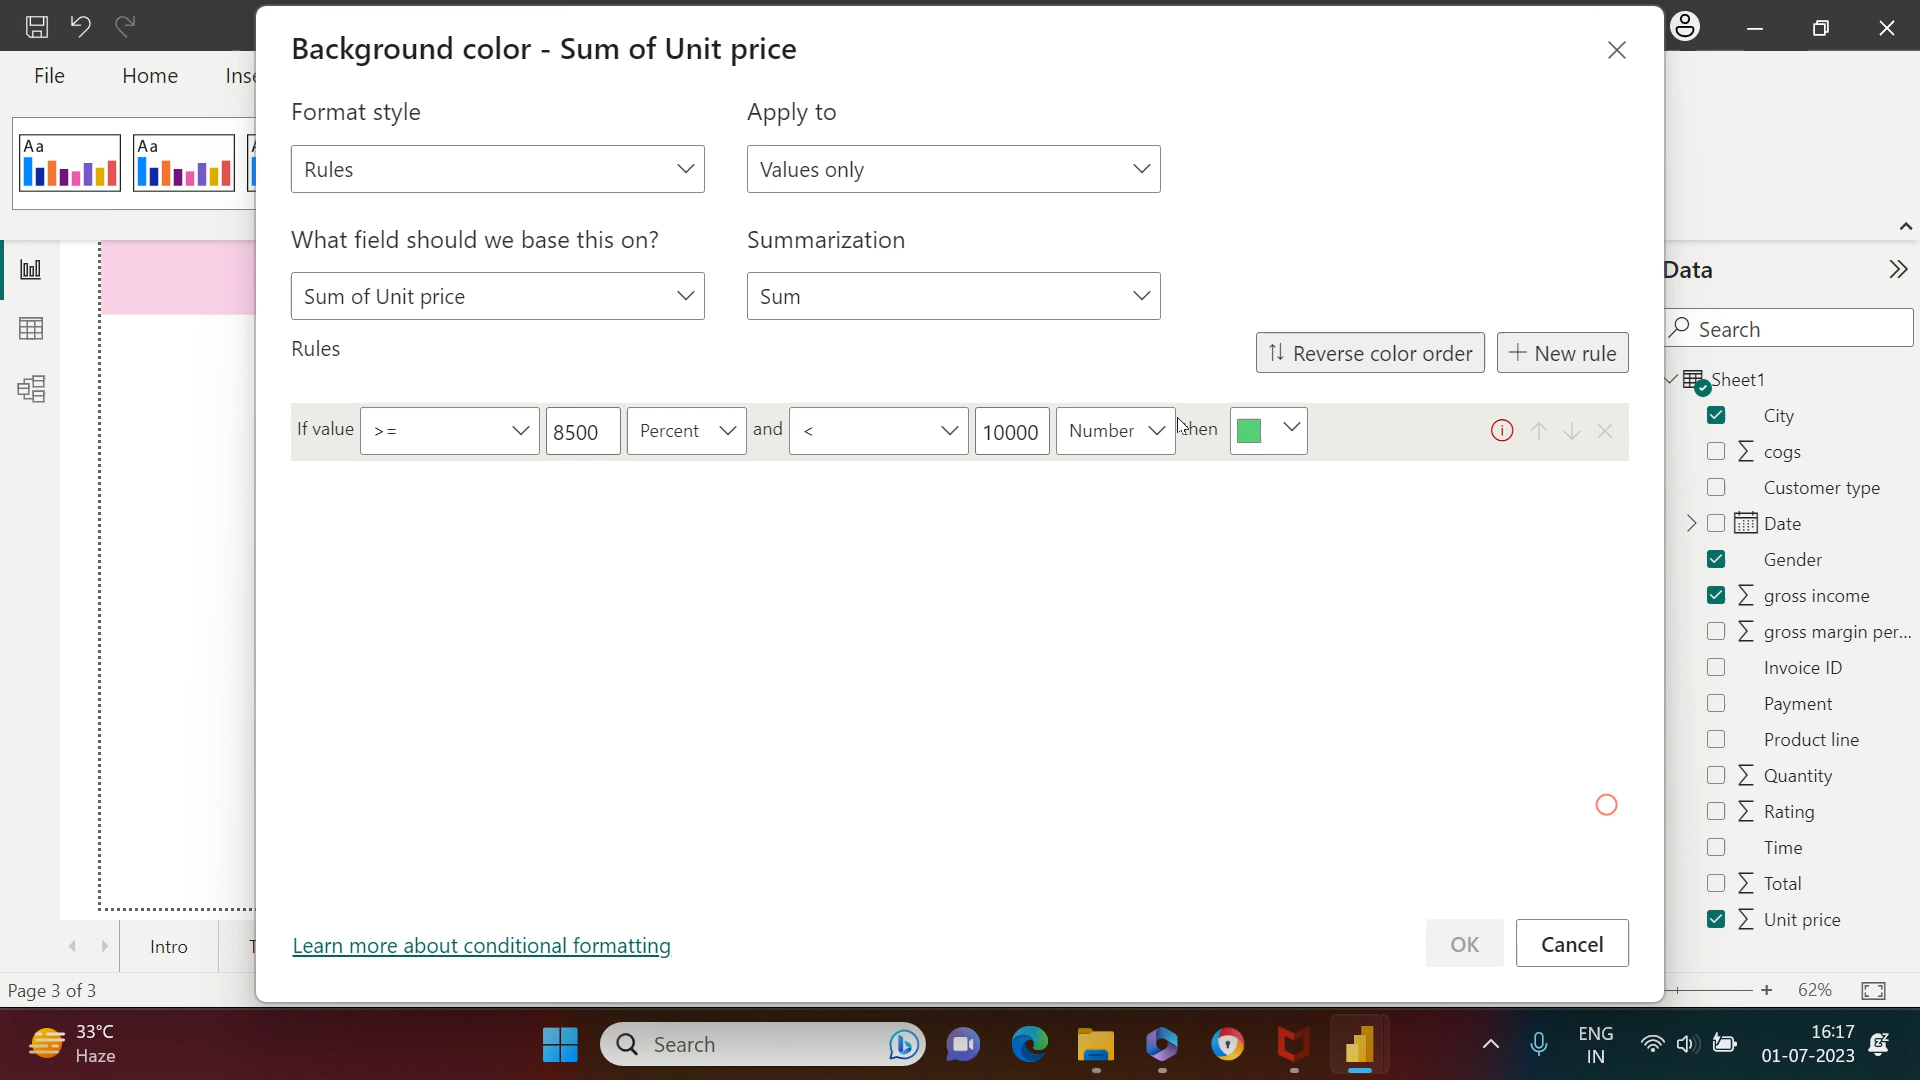 Background color - Sum of Unit price
File
Home
Inse
Format style
Apply to
Aa
Aa
Rules
Values only
What field should we base this on?
Summarization
Data
Sum of Unit price
Sum
Search
Rules
Reverse color order
New rule
Sheet1
If value
>=
8500
Percent
and
<
10000
Number
then
City
cogs
Customer type
Date
Gender
gross income
gross margin per...
Invoice ID
Payment
Product line
Quantity
Rating
Time
Total
Unit price
Intro
T
Learn more about conditional formatting
OK
Cancel
Page 3 of 3
62%
33°C
Haze
Search
ENG
IN
16:17
01-07-2023